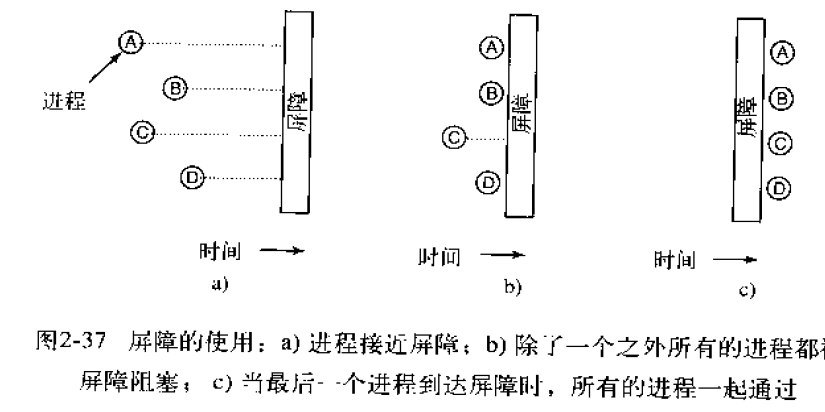 A
B
C
D
进程
屏障
时间
a)
A
B
C
D
屏障
时间
b)
A
B
C
D
屏障
时间
c)
图2-37 屏障的使用：a) 进程接近屏障；b) 除了一个之外所有的进程都被
屏障阻塞； c) 当最后一个进程到达屏障时，所有的进程一起通过